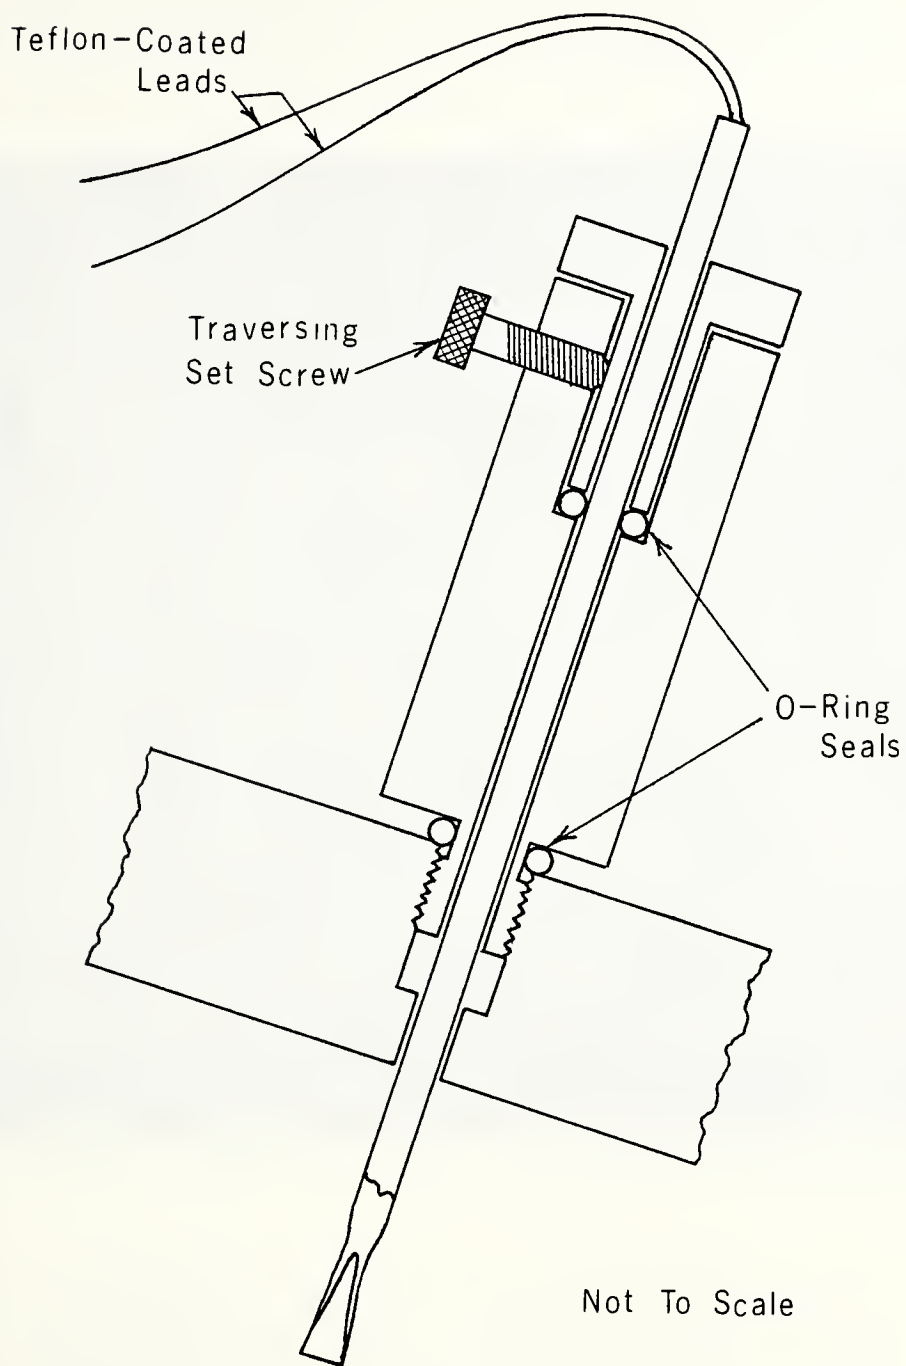 Teflon-Coated
Leads
Traversing
Set Screw
O-Ring
Seals
Not To Scale